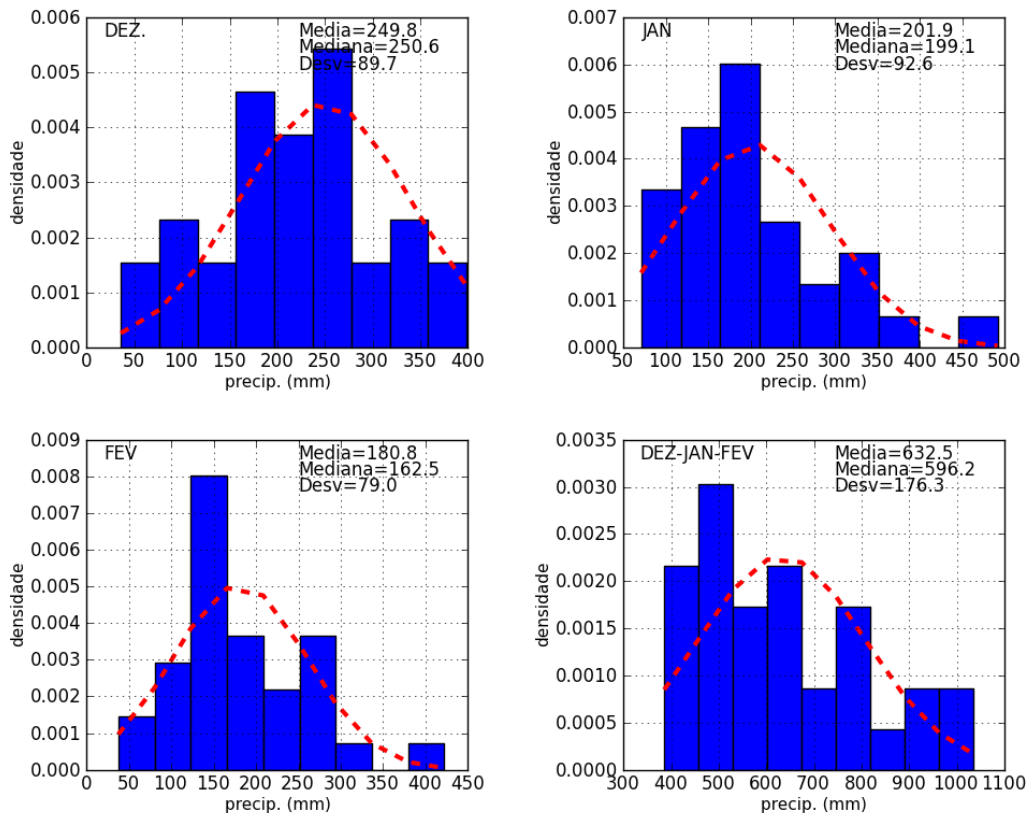 DEZ.
Media=249.8
Mediana=250.6
Desv=89.7
densidade
0.006
0.005
0.004
0.003
0.002
0.001
0.000
0 50 100 150 200 250 300 350 400
precip. (mm)
JAN
Media=201.9
Mediana=199.1
Desv=92.6
densidade
0.007
0.006
0.005
0.004
0.003
0.002
0.001
0.000
50 100 150 200 250 300 350 400 450 500
precip. (mm)
FEV
Media=180.8
Mediana=162.5
Desv=79.0
densidade
0.009
0.008
0.007
0.006
0.005
0.004
0.003
0.002
0.001
0.000
0 50 100 150 200 250 300 350 400 450
precip. (mm)
DEZ-JAN-FEV
Media=632.5
Mediana=596.2
Desv=176.3
densidade
0.0035
0.0030
0.0025
0.0020
0.0015
0.0010
0.0005
0.0000
300 400 500 600 700 800 900 1000 1100
precip. (mm)